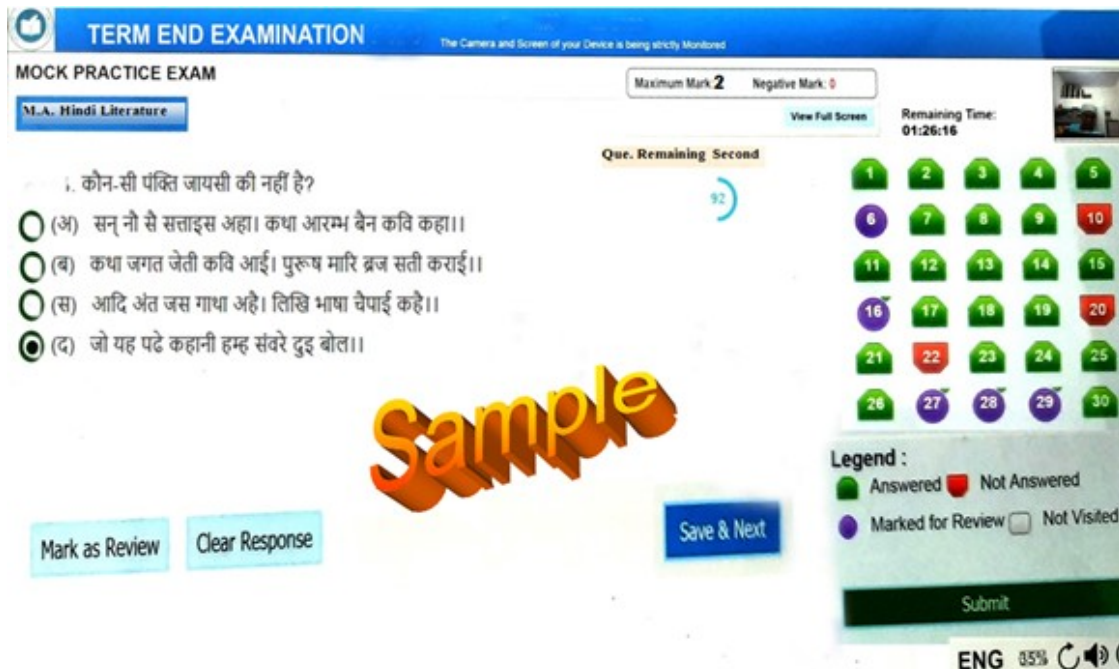 TERM END EXAMINATION
The Camera and Screen of your Device is being strictly Monitored
MOCK PRACTICE EXAM
Maximum Mark: 2 Negative Mark: 0
M.A. Hindi Literature
View Full Screen
Remaining Time:
01:26:16
Que. Remaining Second
92
. कौन-सी पंक्ति जायसी की नहीं है?
(अ) सन् नौ सै सत्ताइस अहा। कथा आरम्भ बैन कवि कहा।।
(ब) कथा जगत जेती कवि आई। पुरूष मारि ब्रज सती कराई।।
(स) आदि अंत जस गाथा अहै। लिखि भाषा चैपाई कहै।।
(द) जो यह पढे कहानी हम्ह संवरे दुइ बोल।।
1 2 3 4 5
6 7 8 9 10
11 12 13 14 15
16 17 18 19 20
21 22 23 24 25
26 27 28 29 30
Sample
Legend :
Answered Not Answered
Marked for Review Not Visited
Mark as Review Clear Response Save & Next
Submit
ENG 35%